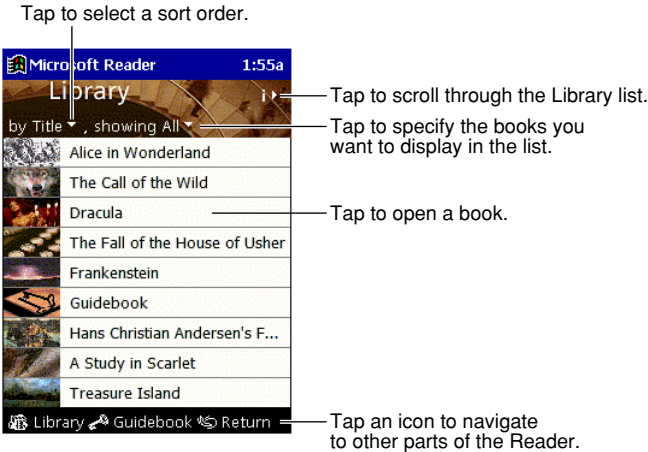 Tap to select a sort order.
Microsoft Reader 1:55a
Library
i
Tap to scroll through the Library list.
by Title , showing All
Tap to specify the books you
want to display in the list.
Alice in Wonderland
The Call of the Wild
Dracula
Tap to open a book.
The Fall of the House of Usher
Frankenstein
Guidebook
Hans Christian Andersen's F...
A Study in Scarlet
Treasure Island
Library Guidebook Return
Tap an icon to navigate
to other parts of the Reader.